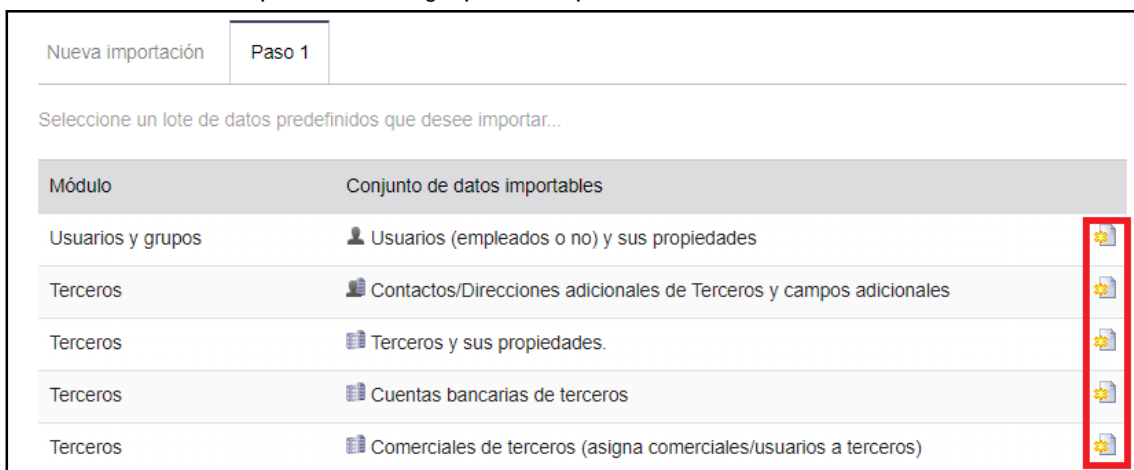 Nueva importación Paso 1
Seleccione un lote de datos predefinidos que desee importar...
Módulo Conjunto de datos importables
Usuarios y grupos Usuarios (empleados o no) y sus propiedades
Terceros Contactos/Direcciones adicionales de Terceros y campos adicionales
Terceros Terceros y sus propiedades.
Terceros Cuentas bancarias de terceros
Terceros Comerciales de terceros (asigna comerciales/usuarios a terceros)